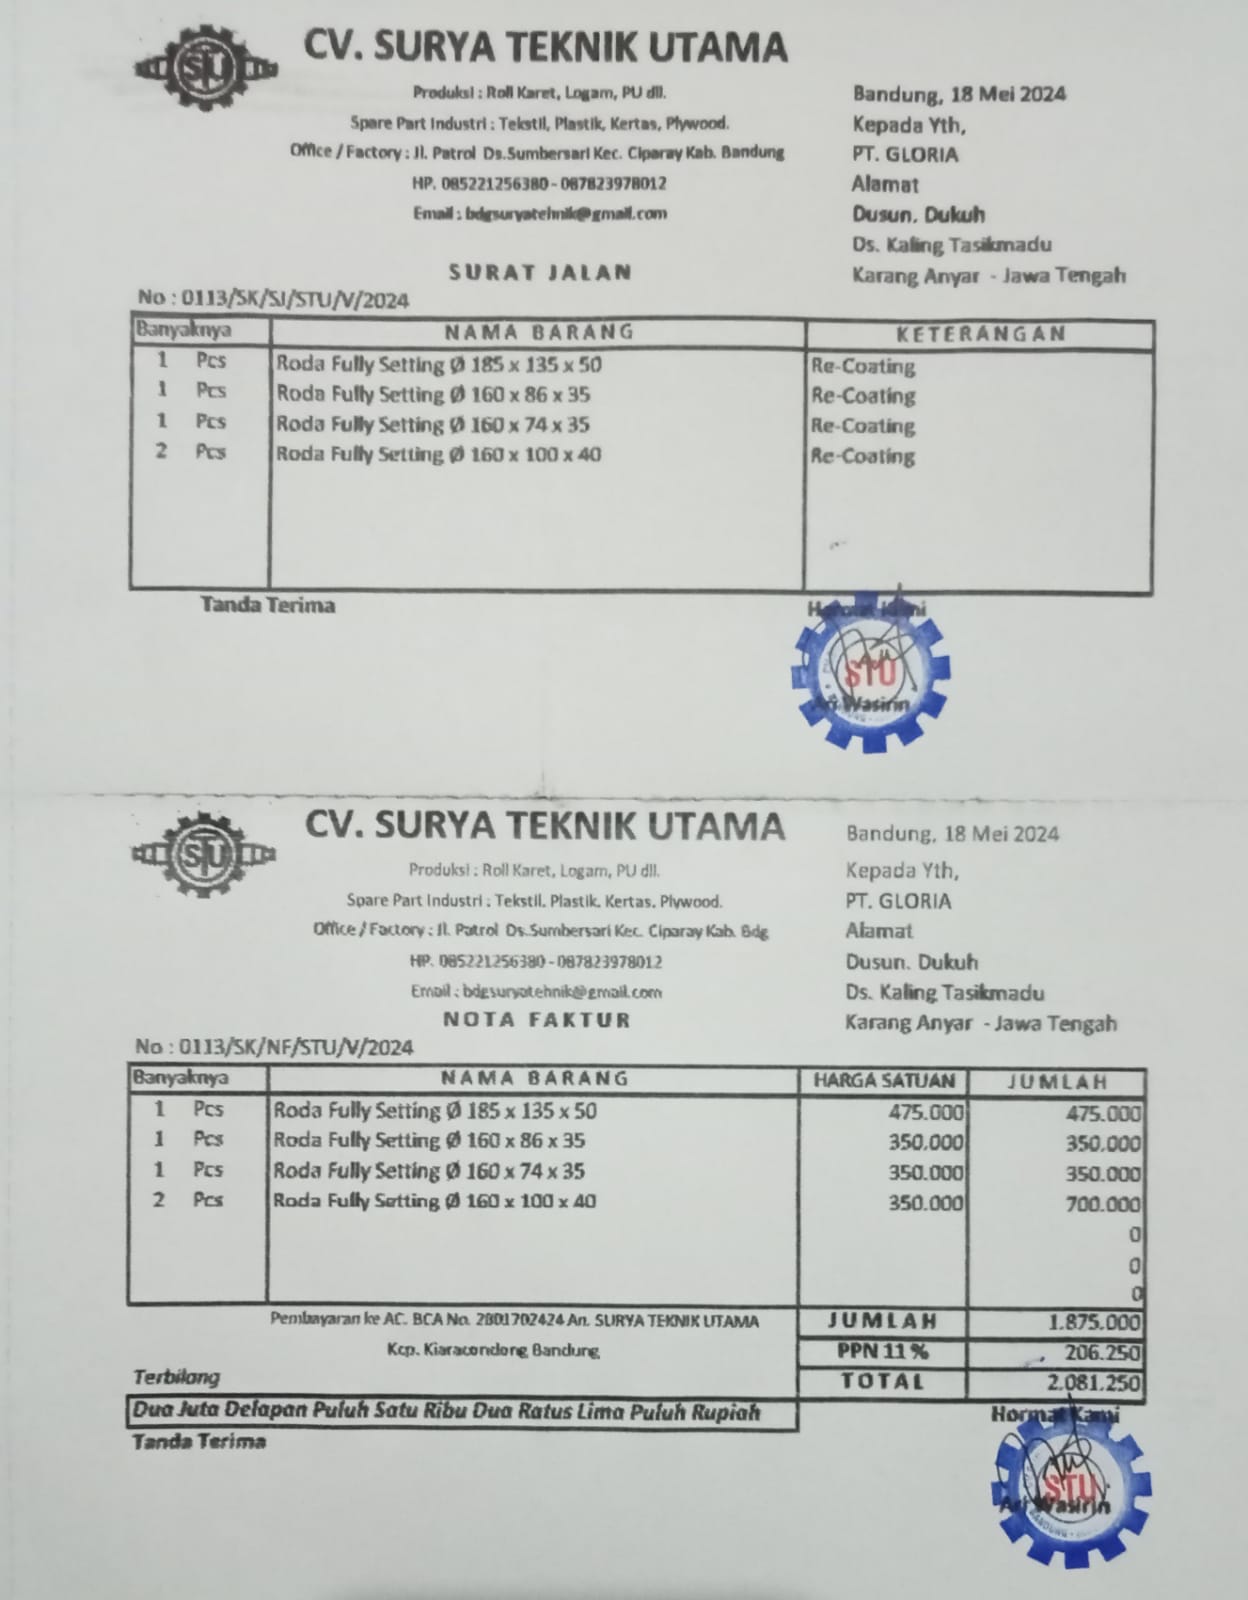 STU
CV. SURYA TEKNIK UTAMA
Produksi : Roll Karet, Logam, PU dll.
Spare Part Industri : Tekstil, Plastik, Kertas, Plywood.
Office / Factory : Jl. Patrol Ds.Sumbersari Kec. Ciparay Kab. Bandung
HP. 085221256380 - 087823978012
Email : bdgsuryatehnik@gmail.com
Bandung, 18 Mei 2024
Kepada Yth,
PT. GLORIA
Alamat
Dusun. Dukuh
Ds. Kaling Tasikmadu
Karang Anyar - Jawa Tengah
SURAT JALAN
No : 0113/SK/SJ/STU/V/2024
Banyaknya NAMA BARANG KETERANGAN
1 Pcs Roda Fully Setting Ø 185 x 135 x 50 Re-Coating
1 Pcs Roda Fully Setting Ø 160 x 86 x 35 Re-Coating
1 Pcs Roda Fully Setting Ø 160 x 74 x 35 Re-Coating
2 Pcs Roda Fully Setting Ø 160 x 100 x 40 Re-Coating
Tanda Terima Hormat Kami
STU
Ari Wasirin
STU
CV. SURYA TEKNIK UTAMA
Produksi : Roll Karet, Logam, PU dll.
Spare Part Industri : Tekstil. Plastik. Kertas. Plywood.
Office / Factory : Jl. Patrol Ds.Sumbersari Kec. Ciparay Kab. Bdg
HP. 085221256380 - 087823978012
Email : bdgsuryatehnik@gmail.com
Bandung, 18 Mei 2024
Kepada Yth,
PT. GLORIA
Alamat
Dusun. Dukuh
Ds. Kaling Tasikmadu
Karang Anyar - Jawa Tengah
NOTA FAKTUR
No : 0113/SK/NF/STU/V/2024
Banyaknya NAMA BARANG HARGA SATUAN JUMLAH
1 Pcs Roda Fully Setting Ø 185 x 135 x 50 475.000 475.000
1 Pcs Roda Fully Setting Ø 160 x 86 x 35 350.000 350.000
1 Pcs Roda Fully Setting Ø 160 x 74 x 35 350.000 350.000
2 Pcs Roda Fully Setting Ø 160 x 100 x 40 350.000 700.000
0
0
0
Pembayaran ke AC. BCA No. 2801702424 An. SURYA TEKNIK UTAMA JUMLAH 1.875.000
Kcp. Kiaracondong Bandung PPN 11% 206.250
Terbilang TOTAL 2.081.250
Dua Juta Delapan Puluh Satu Ribu Dua Ratus Lima Puluh Rupiah
Tanda Terima Hormat Kami
STU
Ari Wasirin
BANDUNG